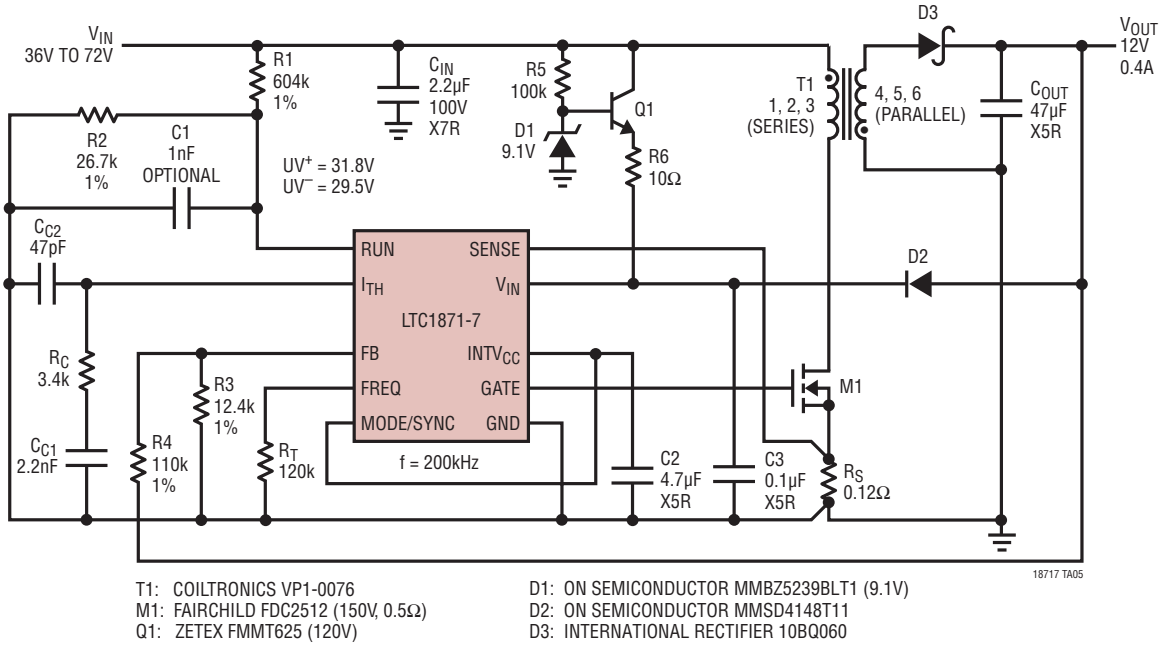 V_IN
36V TO 72V
R1
604k
1%
C_IN
2.2µF
100V
X7R
R5
100k
Q1
D1
9.1V
R6
10Ω
T1
1, 2, 3
(SERIES)
4, 5, 6
(PARALLEL)
D3
V_OUT
12V
0.4A
C_OUT
47µF
X5R
R2
26.7k
1%
C1
1nF
OPTIONAL
UV+ = 31.8V
UV– = 29.5V
C_C2
47pF
R_C
3.4k
C_C1
2.2nF
R4
110k
1%
R3
12.4k
1%
R_T
120k
RUN
I_TH
FB
FREQ
MODE/SYNC
LTC1871-7
SENSE
V_IN
INTV_CC
GATE
GND
f = 200kHz
D2
M1
C2
4.7µF
X5R
C3
0.1µF
X5R
R_S
0.12Ω
18717 TA05
T1: COILTRONICS VP1-0076
M1: FAIRCHILD FDC2512 (150V, 0.5Ω)
Q1: ZETEX FMMT625 (120V)
D1: ON SEMICONDUCTOR MMBZ5239BLT1 (9.1V)
D2: ON SEMICONDUCTOR MMSD4148T11
D3: INTERNATIONAL RECTIFIER 10BQ060